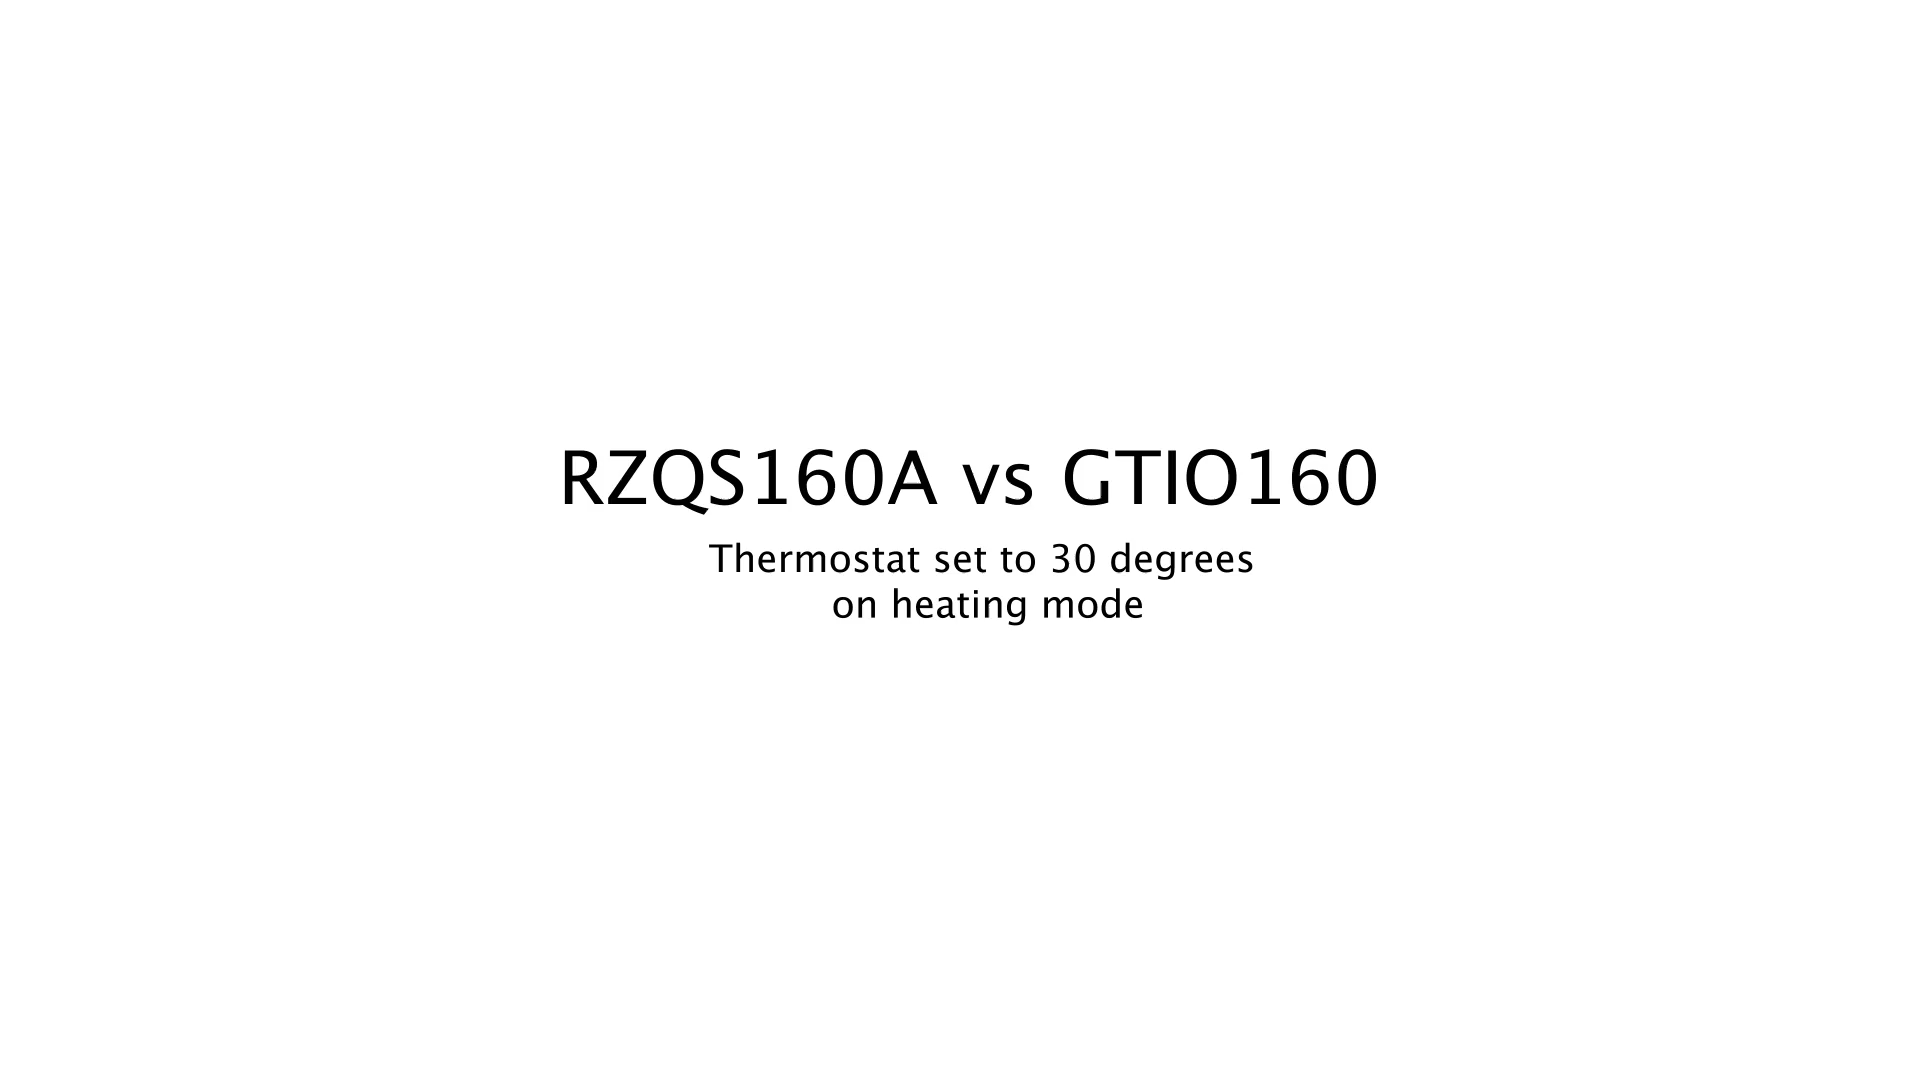 RZQS160A vs GTIO160
Thermostat set to 30 degrees
on heating mode